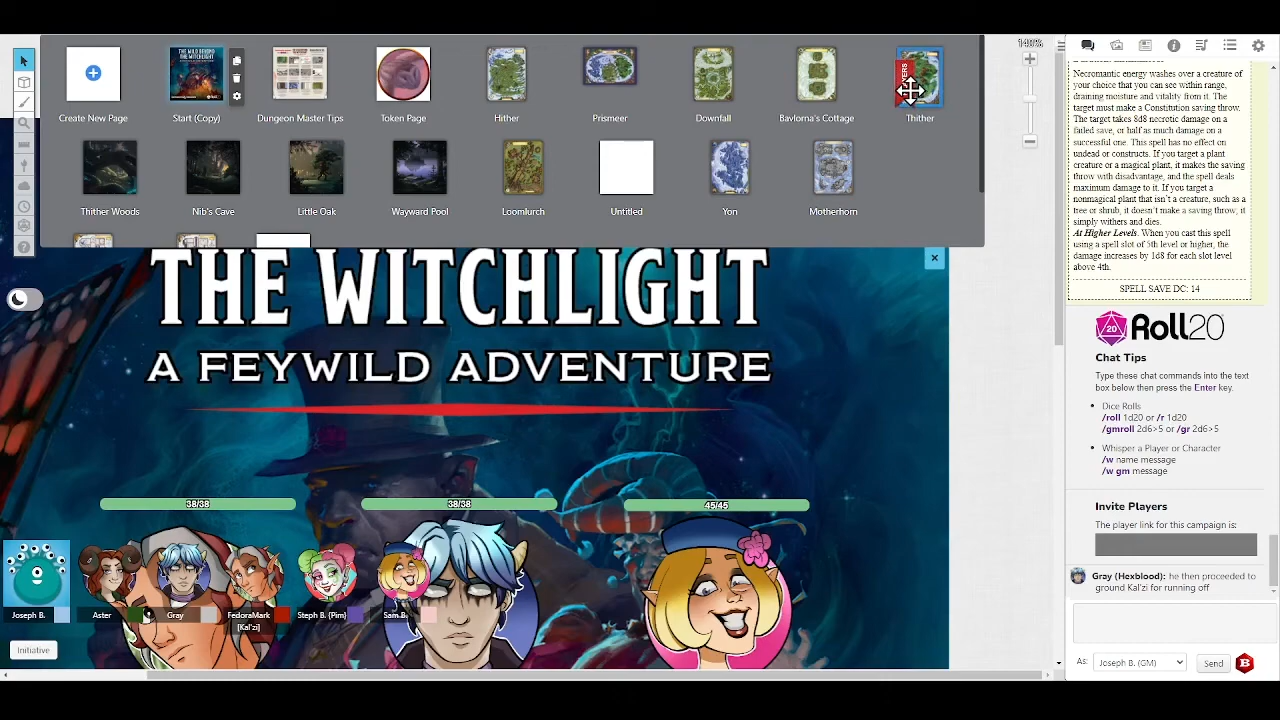 140%
Create New Page
Start (Copy)
Dungeon Master Tips
Token Page
Hither
Prismeer
Downfall
Bavlorna's Cottage
Thither
Thither Woods
Nib's Cave
Little Oak
Wayward Pool
Loomlurch
Untitled
Yon
Motherhorn
THE WITCHLIGHT
A FEYWILD ADVENTURE
38/38
38/38
45/45
Joseph B.
Aster
Gray
FedoraMark
[Kal'zi]
Steph B. (Pim)
Sam B.
Initiative
Necromantic energy washes over a creature of
your choice that you can see within range,
draining moisture and vitality from it. The
target must make a Constitution saving throw.
The target takes 8d8 necrotic damage on a
failed save, or half as much damage on a
successful one. This spell has no effect on
undead or constructs. If you target a plant
creature or a magical plant, it makes the saving
throw with disadvantage, and the spell deals
maximum damage to it. If you target a
nonmagical plant that isn't a creature, such as a
tree or shrub, it doesn't make a saving throw, it
simply withers and dies.
At Higher Levels. When you cast this spell
using a spell slot of 5th level or higher, the
damage increases by 1d8 for each slot level
above 4th.
SPELL SAVE DC: 14
20 Roll20
Chat Tips
Type these chat commands into the text
box below then press the Enter key.
Dice Rolls
/roll 1d20 or /r 1d20
/gmroll 2d6>5 or /gr 2d6>5
Whisper a Player or Character
/w name message
/w gm message
Invite Players
The player link for this campaign is:
Gray (Hexblood): he then proceeded to
ground Kal'zi for running off
As: Joseph B. (GM) Send